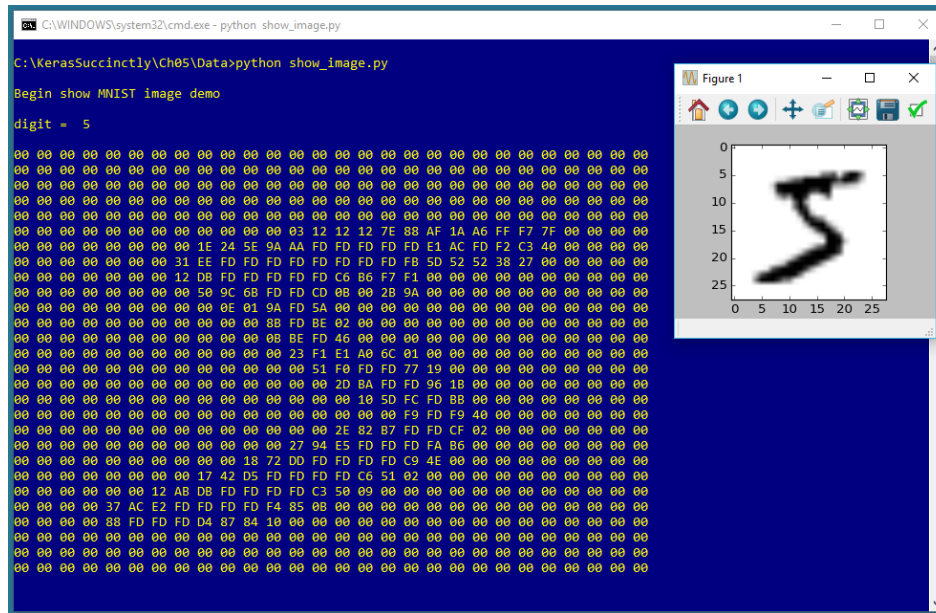 C:\WINDOWS\system32\cmd.exe - python show_image.py
C:\KerasSuccinctly\Ch05\Data>python show_image.py
Begin show MNIST image demo
digit = 5
00 00 00 00 00 00 00 00 00 00 00 00 00 00 00 00 00 00 00 00 00 00 00 00 00 00 00 00
00 00 00 00 00 00 00 00 00 00 00 00 00 00 00 00 00 00 00 00 00 00 00 00 00 00 00 00
00 00 00 00 00 00 00 00 00 00 00 00 00 00 00 00 00 00 00 00 00 00 00 00 00 00 00 00
00 00 00 00 00 00 00 00 00 00 00 00 00 00 00 00 00 00 00 00 00 00 00 00 00 00 00 00
00 00 00 00 00 00 00 00 00 00 00 00 00 00 00 00 00 00 00 00 00 00 00 00 00 00 00 00
00 00 00 00 00 00 00 00 00 00 00 00 03 12 12 12 7E 88 AF 1A A6 FF F7 7F 00 00 00 00
00 00 00 00 00 00 00 00 1E 24 5E 9A AA FD FD FD FD FD E1 AC FD F2 C3 40 00 00 00 00
00 00 00 00 00 00 00 31 EE FD FD FD FD FD FD FD FD FB 5D 52 52 38 27 00 00 00 00 00
00 00 00 00 00 00 00 12 DB FD FD FD FD FD C6 B6 F7 F1 00 00 00 00 00 00 00 00 00 00
00 00 00 00 00 00 00 00 50 9C 6B FD FD CD 0B 00 2B 9A 00 00 00 00 00 00 00 00 00 00
00 00 00 00 00 00 00 00 00 0E 01 9A FD 5A 00 00 00 00 00 00 00 00 00 00 00 00 00 00
00 00 00 00 00 00 00 00 00 00 00 8B FD BE 02 00 00 00 00 00 00 00 00 00 00 00 00 00
00 00 00 00 00 00 00 00 00 00 00 0B BE FD 46 00 00 00 00 00 00 00 00 00 00 00 00 00
00 00 00 00 00 00 00 00 00 00 00 00 23 F1 E1 A0 6C 01 00 00 00 00 00 00 00 00 00 00
00 00 00 00 00 00 00 00 00 00 00 00 00 51 F0 FD FD 77 19 00 00 00 00 00 00 00 00 00
00 00 00 00 00 00 00 00 00 00 00 00 00 00 2D BA FD FD 96 1B 00 00 00 00 00 00 00 00
00 00 00 00 00 00 00 00 00 00 00 00 00 00 00 10 5D FC FD BB 00 00 00 00 00 00 00 00
00 00 00 00 00 00 00 00 00 00 00 00 00 00 00 00 00 F9 FD F9 40 00 00 00 00 00 00 00
00 00 00 00 00 00 00 00 00 00 00 00 00 00 2E 82 B7 FD FD CF 02 00 00 00 00 00 00 00
00 00 00 00 00 00 00 00 00 00 00 00 27 94 E5 FD FD FD FA B6 00 00 00 00 00 00 00 00
00 00 00 00 00 00 00 00 00 00 18 72 DD FD FD FD FD C9 4E 00 00 00 00 00 00 00 00 00
00 00 00 00 00 00 00 00 17 42 D5 FD FD FD FD C6 51 02 00 00 00 00 00 00 00 00 00 00
00 00 00 00 00 00 12 AB DB FD FD FD FD C3 50 09 00 00 00 00 00 00 00 00 00 00 00 00
00 00 00 00 37 AC E2 FD FD FD FD F4 85 0B 00 00 00 00 00 00 00 00 00 00 00 00 00 00
00 00 00 00 88 FD FD FD D4 87 84 10 00 00 00 00 00 00 00 00 00 00 00 00 00 00 00 00
00 00 00 00 00 00 00 00 00 00 00 00 00 00 00 00 00 00 00 00 00 00 00 00 00 00 00 00
00 00 00 00 00 00 00 00 00 00 00 00 00 00 00 00 00 00 00 00 00 00 00 00 00 00 00 00
00 00 00 00 00 00 00 00 00 00 00 00 00 00 00 00 00 00 00 00 00 00 00 00 00 00 00 00
Figure 1
0
5
10
15
20
25
0 5 10 15 20 25
5